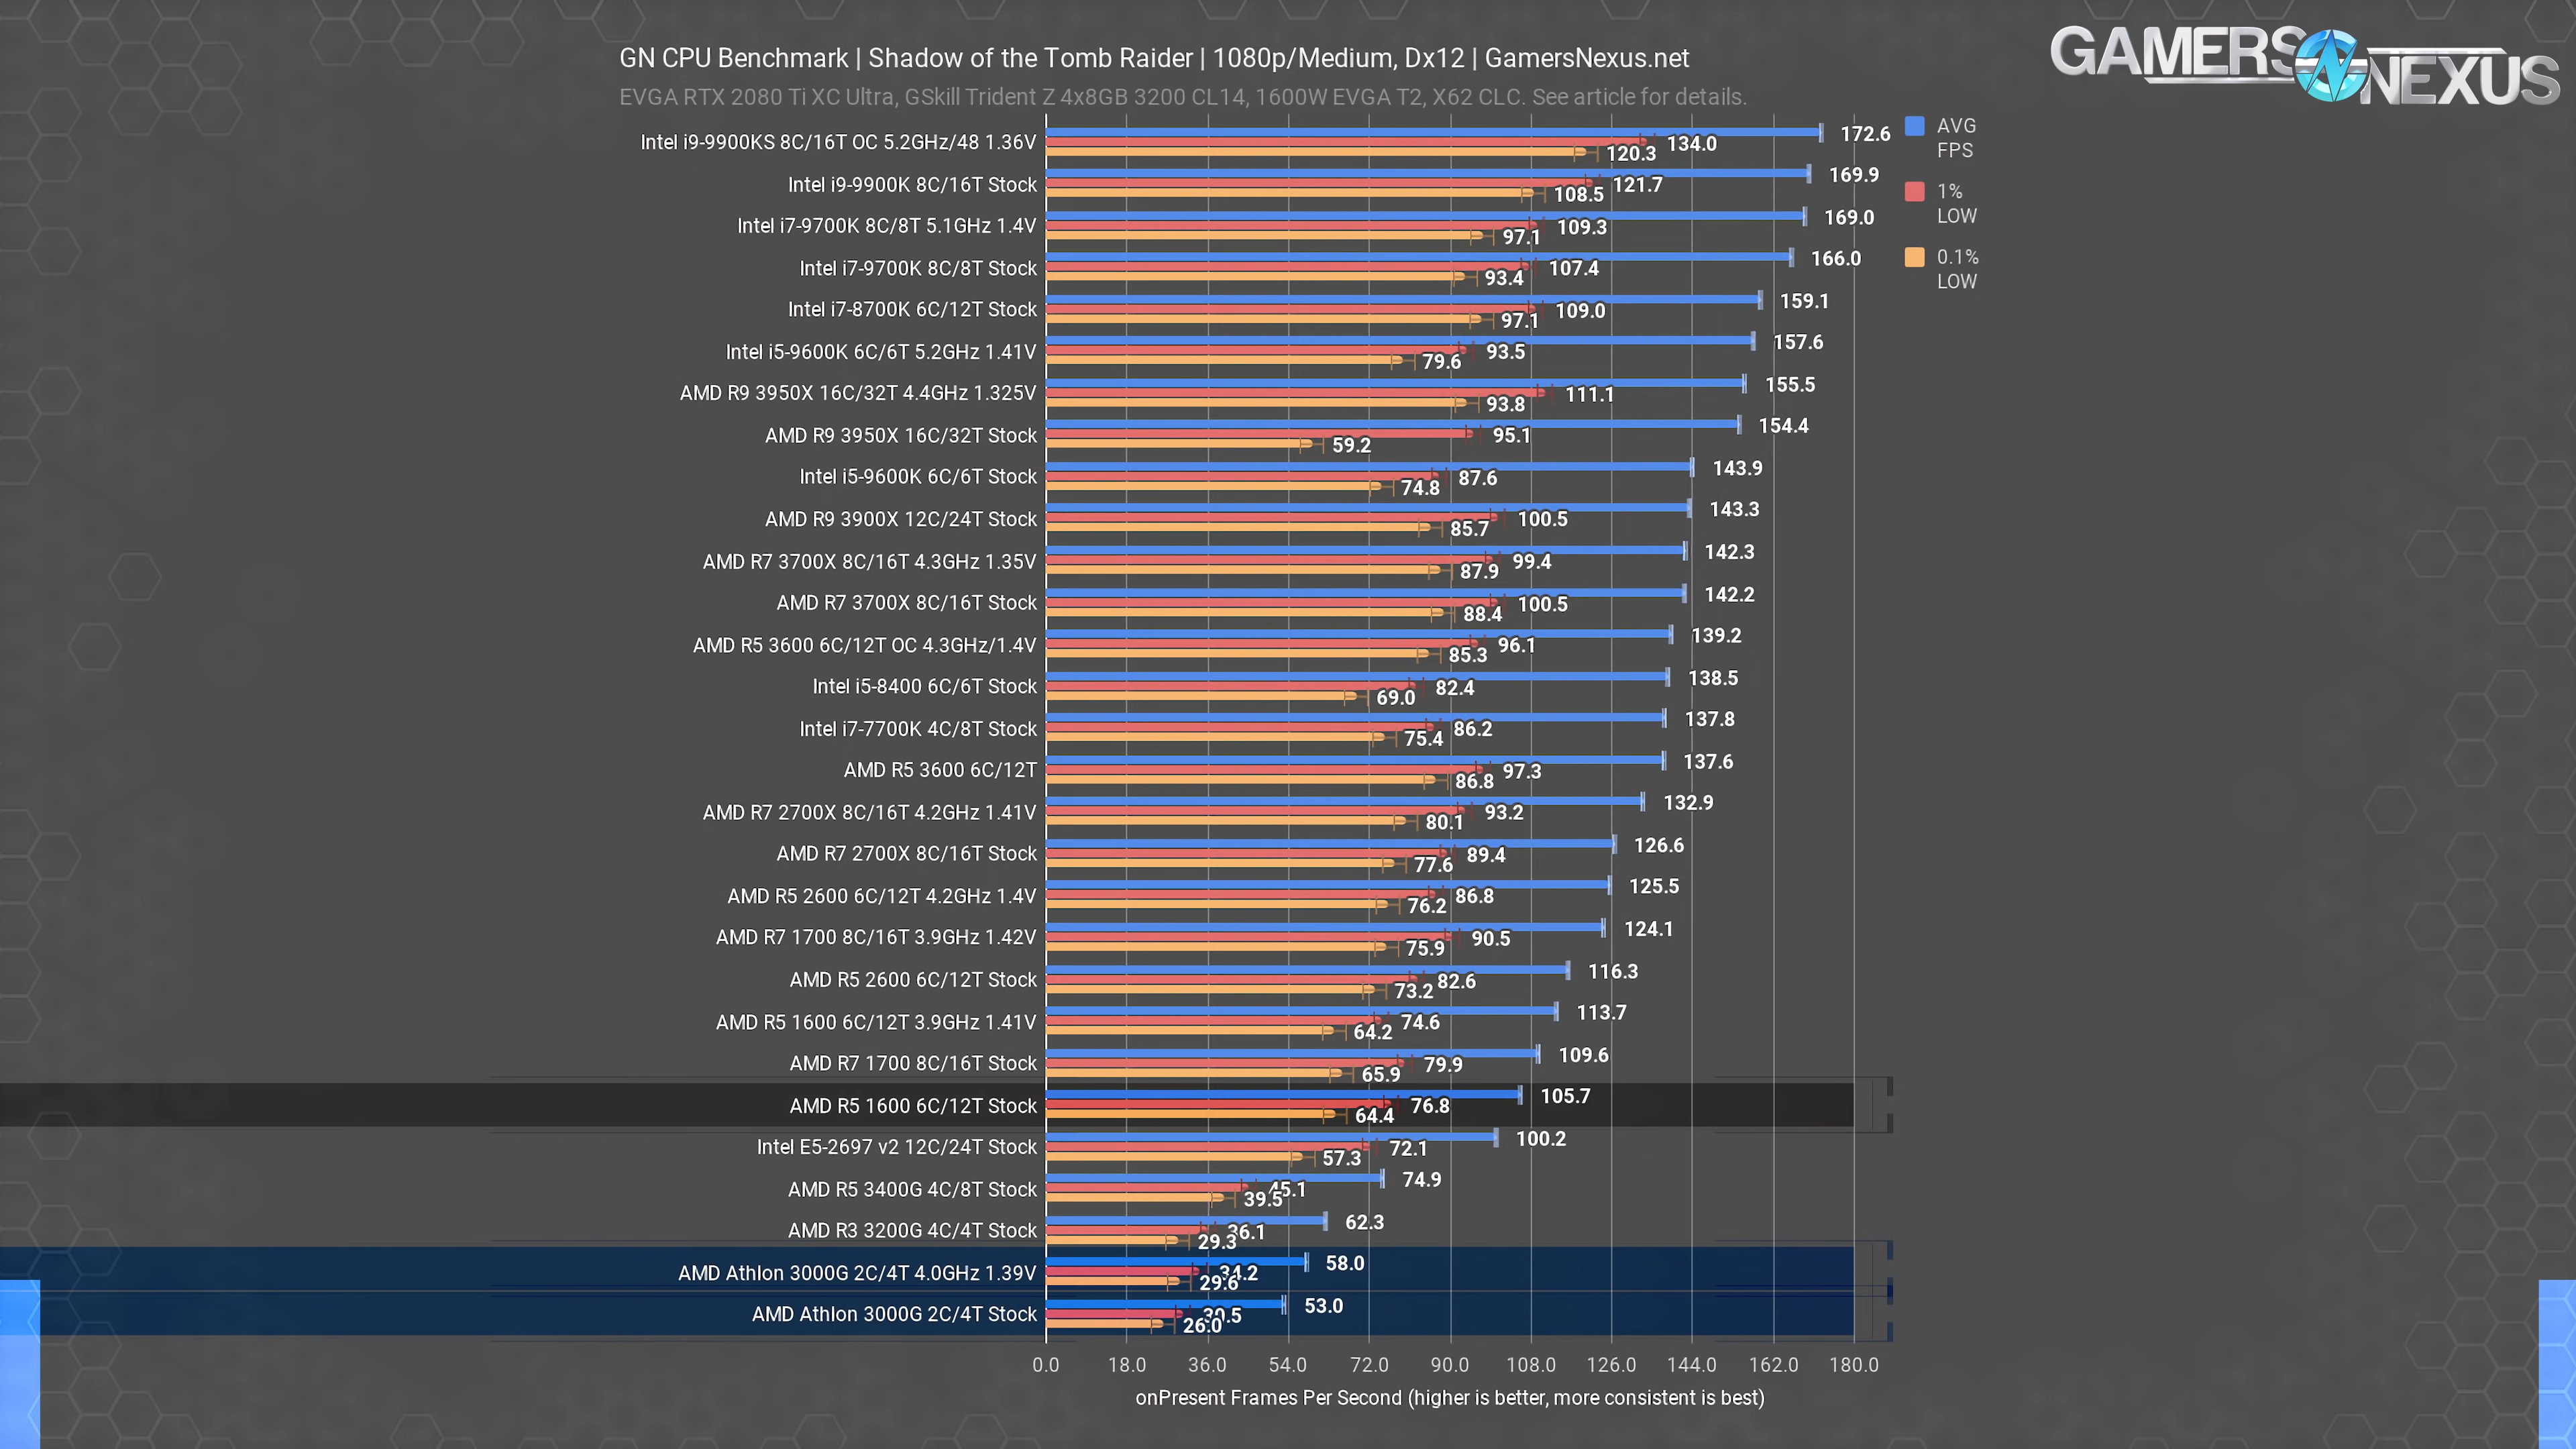 GAMERS NEXUS
GN CPU Benchmark | Shadow of the Tomb Raider | 1080p/Medium, Dx12 | GamersNexus.net
EVGA RTX 2080 Ti XC Ultra, GSkill Trident Z 4x8GB 3200 CL14, 1600W EVGA T2, X62 CLC. See article for details.
AVG FPS
1% LOW
0.1% LOW
Intel i9-9900KS 8C/16T OC 5.2GHz/48 1.36V 172.6 134.0 120.3
Intel i9-9900K 8C/16T Stock 169.9 121.7 108.5
Intel i7-9700K 8C/8T 5.1GHz 1.4V 169.0 109.3 97.1
Intel i7-9700K 8C/8T Stock 166.0 107.4 93.4
Intel i7-8700K 6C/12T Stock 159.1 109.0 97.1
Intel i5-9600K 6C/6T 5.2GHz 1.41V 157.6 93.5 79.6
AMD R9 3950X 16C/32T 4.4GHz 1.325V 155.5 111.1 93.8
AMD R9 3950X 16C/32T Stock 154.4 95.1 59.2
Intel i5-9600K 6C/6T Stock 143.9 87.6 74.8
AMD R9 3900X 12C/24T Stock 143.3 100.5 85.7
AMD R7 3700X 8C/16T 4.3GHz 1.35V 142.3 99.4 87.9
AMD R7 3700X 8C/16T Stock 142.2 100.5 88.4
AMD R5 3600 6C/12T OC 4.3GHz/1.4V 139.2 96.1 85.3
Intel i5-8400 6C/6T Stock 138.5 82.4 69.0
Intel i7-7700K 4C/8T Stock 137.8 86.2 75.4
AMD R5 3600 6C/12T 137.6 97.3 86.8
AMD R7 2700X 8C/16T 4.2GHz 1.41V 132.9 93.2 80.1
AMD R7 2700X 8C/16T Stock 126.6 89.4 77.6
AMD R5 2600 6C/12T 4.2GHz 1.4V 125.5 86.8 76.2
AMD R7 1700 8C/16T 3.9GHz 1.42V 124.1 90.5 75.9
AMD R5 2600 6C/12T Stock 116.3 82.6 73.2
AMD R5 1600 6C/12T 3.9GHz 1.41V 113.7 74.6 64.2
AMD R7 1700 8C/16T Stock 109.6 79.9 65.9
AMD R5 1600 6C/12T Stock 105.7 76.8 64.4
Intel E5-2697 v2 12C/24T Stock 100.2 72.1 57.3
AMD R5 3400G 4C/8T Stock 74.9 45.1 39.5
AMD R3 3200G 4C/4T Stock 62.3 36.1 29.3
AMD Athlon 3000G 2C/4T 4.0GHz 1.39V 58.0 34.2 29.6
AMD Athlon 3000G 2C/4T Stock 53.0 30.5 26.0
0.0 18.0 36.0 54.0 72.0 90.0 108.0 126.0 144.0 162.0 180.0
onPresent Frames Per Second (higher is better, more consistent is best)